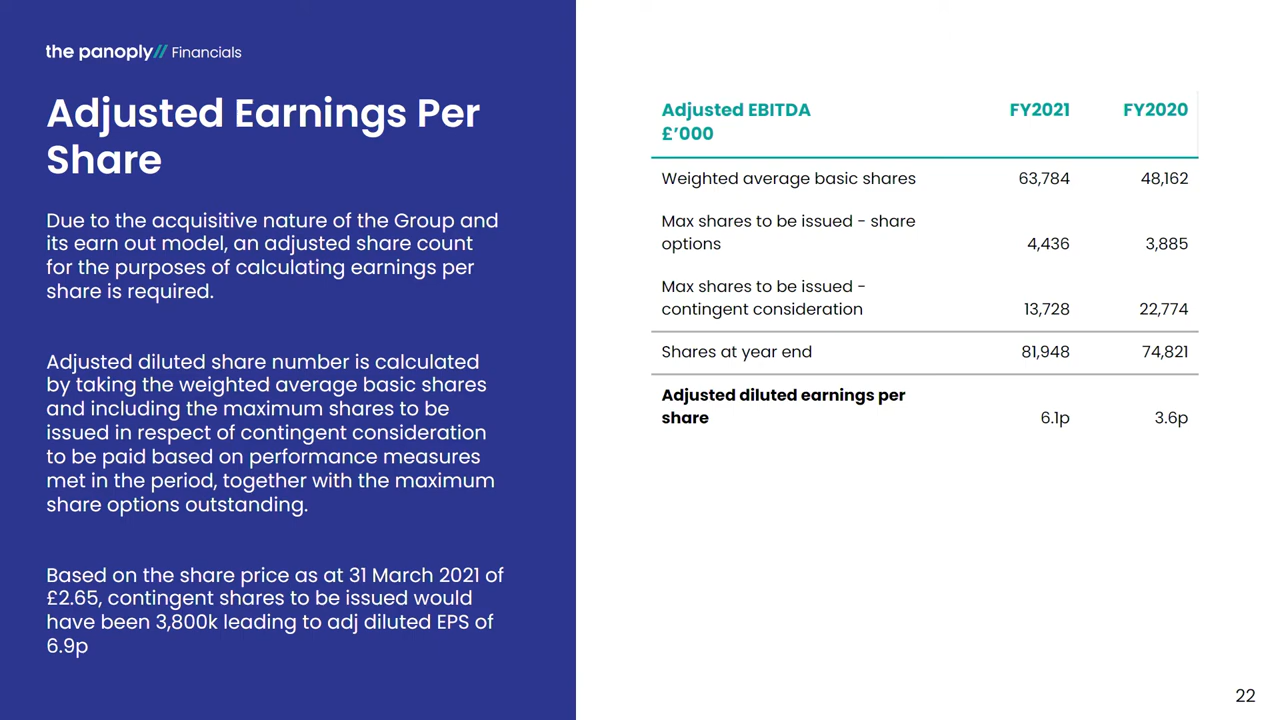 the panoply// Financials
Adjusted Earnings Per
Share
Due to the acquisitive nature of the Group and
its earn out model, an adjusted share count
for the purposes of calculating earnings per
share is required.
Adjusted diluted share number is calculated
by taking the weighted average basic shares
and including the maximum shares to be
issued in respect of contingent consideration
to be paid based on performance measures
met in the period, together with the maximum
share options outstanding.
Based on the share price as at 31 March 2021 of
£2.65, contingent shares to be issued would
have been 3,800k leading to adj diluted EPS of
6.9p
Adjusted EBITDA FY2021 FY2020
£'000
Weighted average basic shares 63,784 48,162
Max shares to be issued - share
options 4,436 3,885
Max shares to be issued -
contingent consideration 13,728 22,774
Shares at year end 81,948 74,821
Adjusted diluted earnings per
share 6.1p 3.6p
22